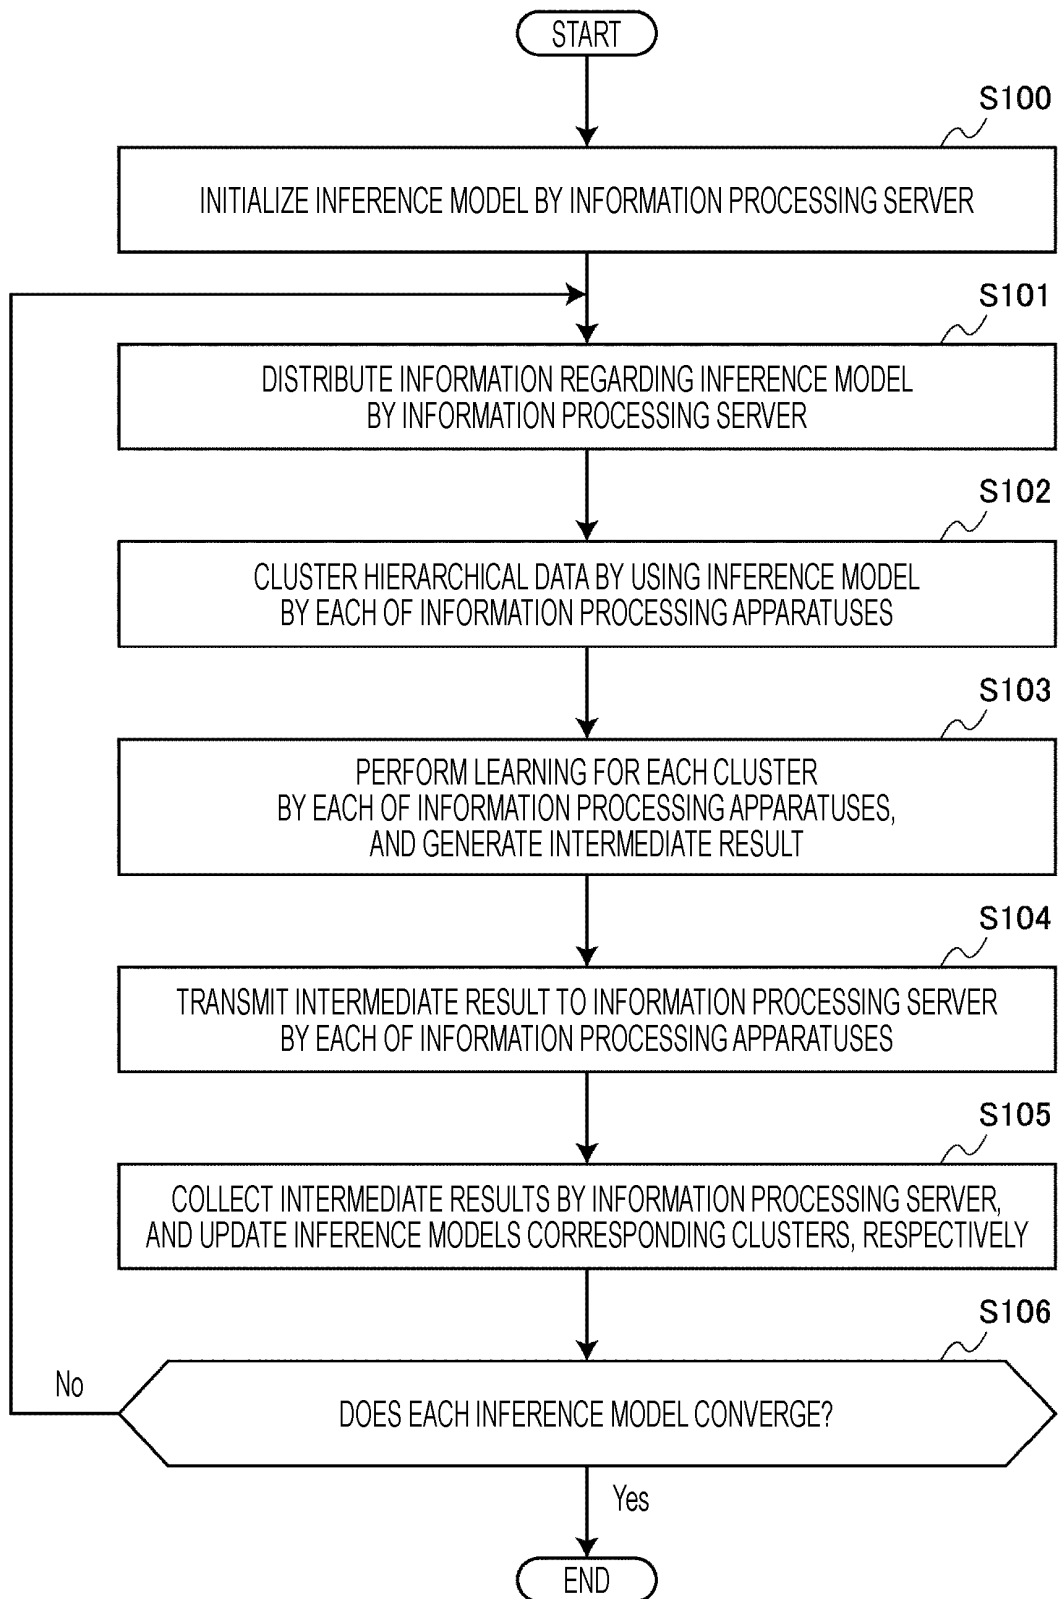 START
S100
INITIALIZE INFERENCE MODEL BY INFORMATION PROCESSING SERVER
S101
DISTRIBUTE INFORMATION REGARDING INFERENCE MODEL
BY INFORMATION PROCESSING SERVER
S102
CLUSTER HIERARCHICAL DATA BY USING INFERENCE MODEL
BY EACH OF INFORMATION PROCESSING APPARATUSES
S103
PERFORM LEARNING FOR EACH CLUSTER
BY EACH OF INFORMATION PROCESSING APPARATUSES,
AND GENERATE INTERMEDIATE RESULT
S104
TRANSMIT INTERMEDIATE RESULT TO INFORMATION PROCESSING SERVER
BY EACH OF INFORMATION PROCESSING APPARATUSES
S105
COLLECT INTERMEDIATE RESULTS BY INFORMATION PROCESSING SERVER,
AND UPDATE INFERENCE MODELS CORRESPONDING CLUSTERS, RESPECTIVELY
S106
No
DOES EACH INFERENCE MODEL CONVERGE?
Yes
END